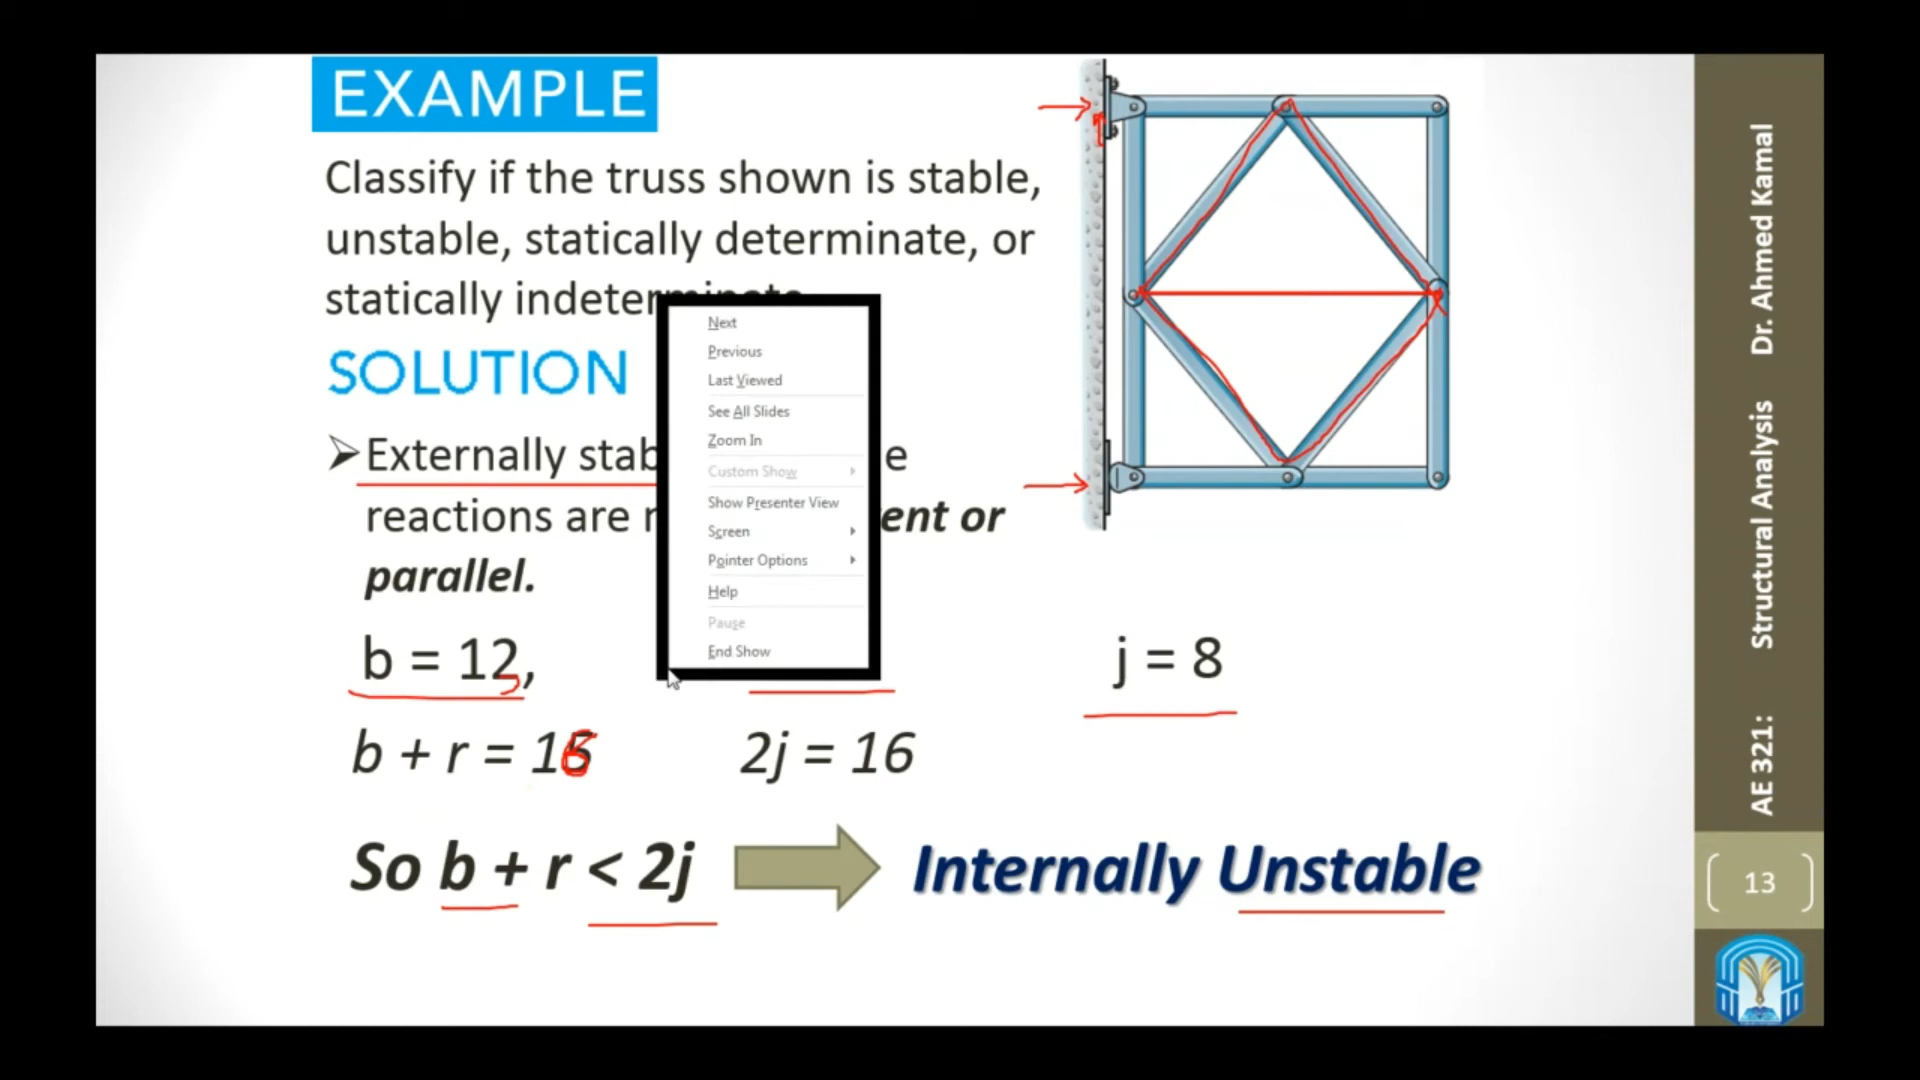 EXAMPLE
Classify if the truss shown is stable,
unstable, statically determinate, or
statically indeterminate
SOLUTION
Externally stab e
reactions are ent or
parallel.
b = 12,
j = 8
b + r = 15
6
2j = 16
So b + r < 2j
Internally Unstable
Next
Previous
Last Viewed
See All Slides
Zoom In
Custom Show
Show Presenter View
Screen
Pointer Options
Help
Pause
End Show
AE 321: Structural Analysis Dr. Ahmed Kamal
13